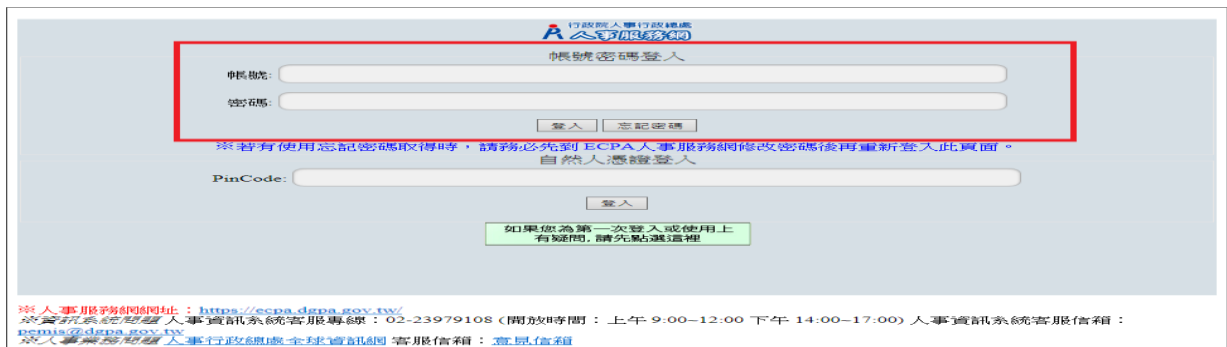 行政院人事行政總處
人事服務網
帳號密碼登入
帳號:
密碼:
登入 忘記密碼
※若有使用忘記密碼取得時，請務必先到 ECPA人事服務網修改密碼後再重新登入此頁面。
自然人憑證登入
PinCode:
登入
如果您為第一次登入或使用上
有疑問, 請先點選這裡
※人事服務網網址：https://ecpa.dgpa.gov.tw/
※資訊系統問題 人事資訊系統客服專線：02-23979108 (開放時間：上午 9:00~12:00 下午 14:00~17:00) 人事資訊系統客服信箱：
pemis@dgpa.gov.tw
※人事業務問題 人事行政總處全球資訊網 客服信箱：意見信箱